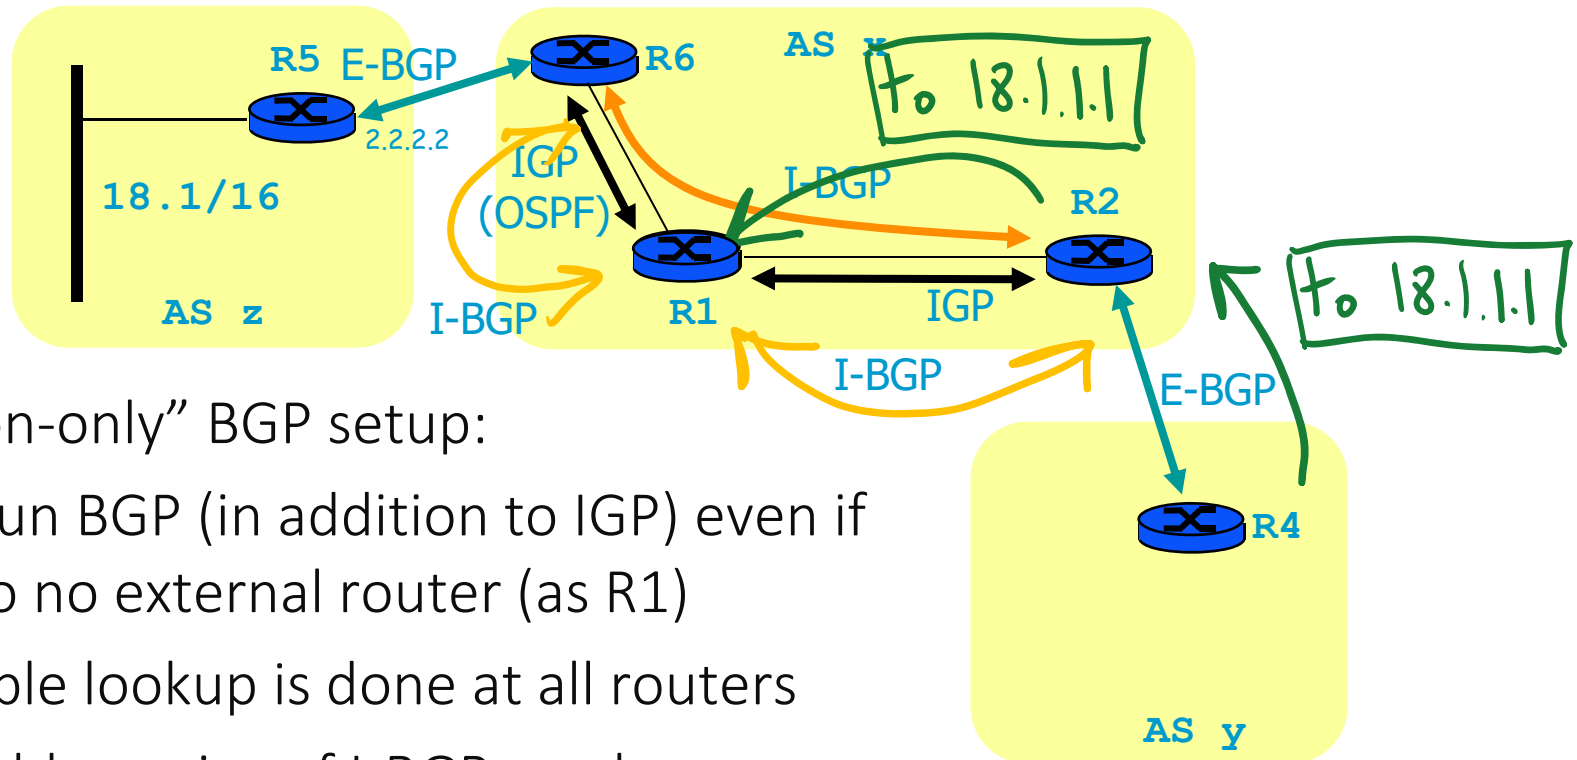 R5
E-BGP
R6
AS x
to 18.1.1.1
2.2.2.2
IGP
(OSPF)
I-BGP
R2
18.1/16
AS z
I-BGP
R1
IGP
to 18.1.1.1
I-BGP
E-BGP
n-only” BGP setup:
un BGP (in addition to IGP) even if
R4
o no external router (as R1)
ble lookup is done at all routers
AS y